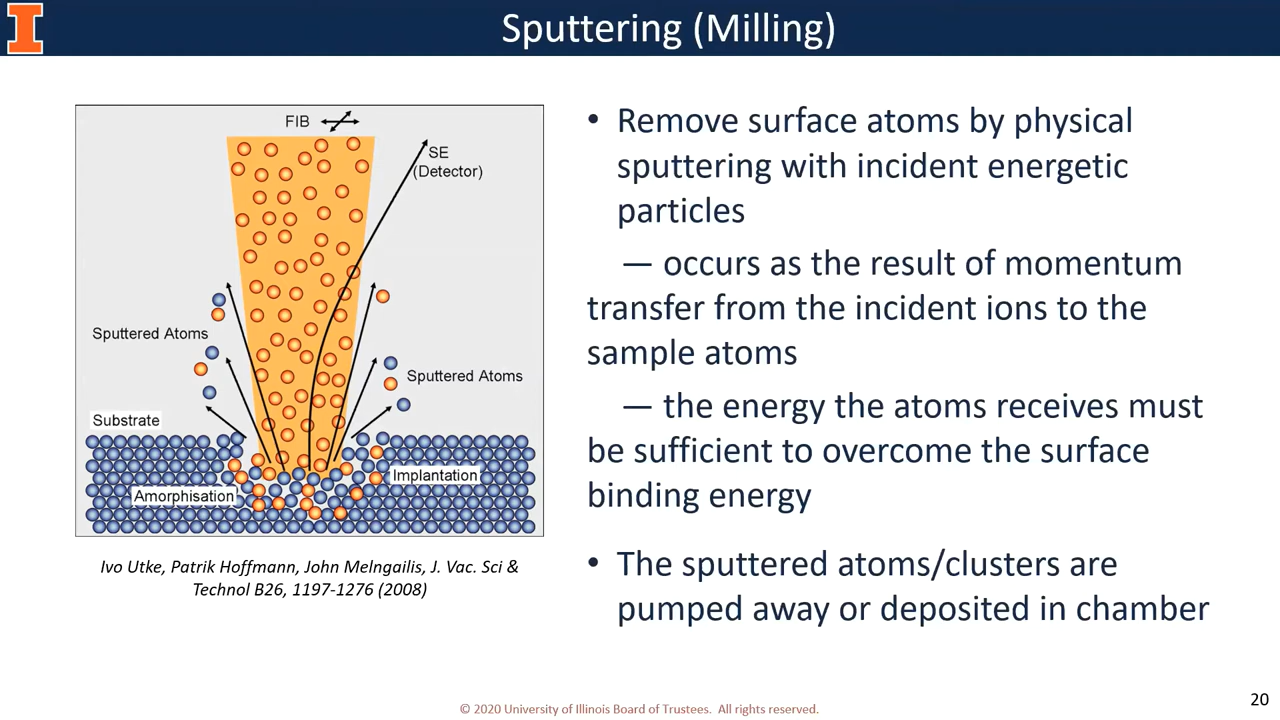 Sputtering (Milling)
FIB
SE
(Detector)
Sputtered Atoms
Sputtered Atoms
Substrate
Implantation
Amorphisation
Ivo Utke, Patrik Hoffmann, John Melngailis, J. Vac. Sci &
Technol B26, 1197-1276 (2008)
• Remove surface atoms by physical
sputtering with incident energetic
particles
— occurs as the result of momentum
transfer from the incident ions to the
sample atoms
— the energy the atoms receives must
be sufficient to overcome the surface
binding energy
• The sputtered atoms/clusters are
pumped away or deposited in chamber
© 2020 University of Illinois Board of Trustees. All rights reserved.
20